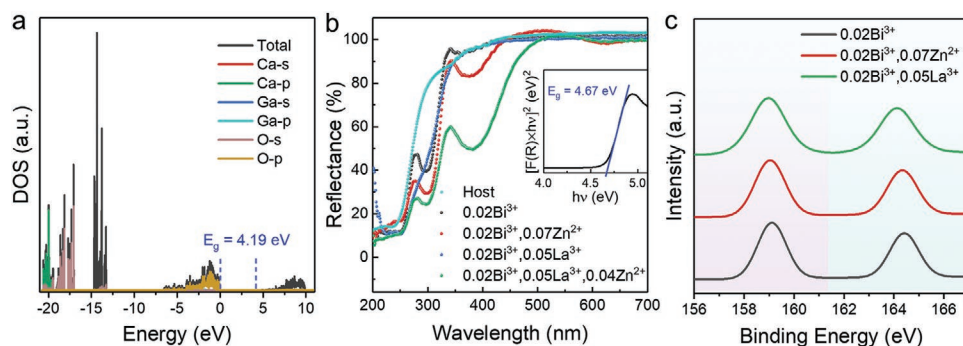 a
DOS (a.u.)
Total
Ca-s
Ca-p
Ga-s
Ga-p
O-s
O-p
E_g = 4.19 eV
-20 -15 -10 -5 0 5 10
Energy (eV)
b
Reflectance (%)
100
80
60
40
20
0
[F(R)×hν]² (eV)²
E_g = 4.67 eV
4.0 4.5 5.0
hν (eV)
Host
0.02Bi³⁺
0.02Bi³⁺,0.07Zn²⁺
0.02Bi³⁺,0.05La³⁺
0.02Bi³⁺,0.05La³⁺,0.04Zn²⁺
200 300 400 500 600 700
Wavelength (nm)
c
Intensity (a.u.)
0.02Bi³⁺
0.02Bi³⁺,0.07Zn²⁺
0.02Bi³⁺,0.05La³⁺
156 158 160 162 164 166
Binding Energy (eV)